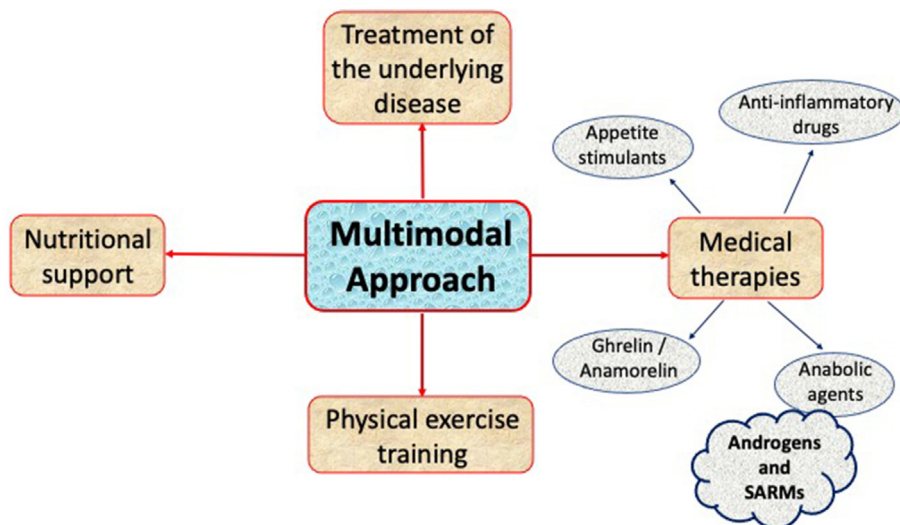 Treatment of
the underlying
disease
Anti-inflammatory
drugs
Appetite
stimulants
Nutritional
support
Multimodal
Approach
Medical
therapies
Ghrelin /
Anamorelin
Anabolic
agents
Physical exercise
training
Androgens
and
SARMs